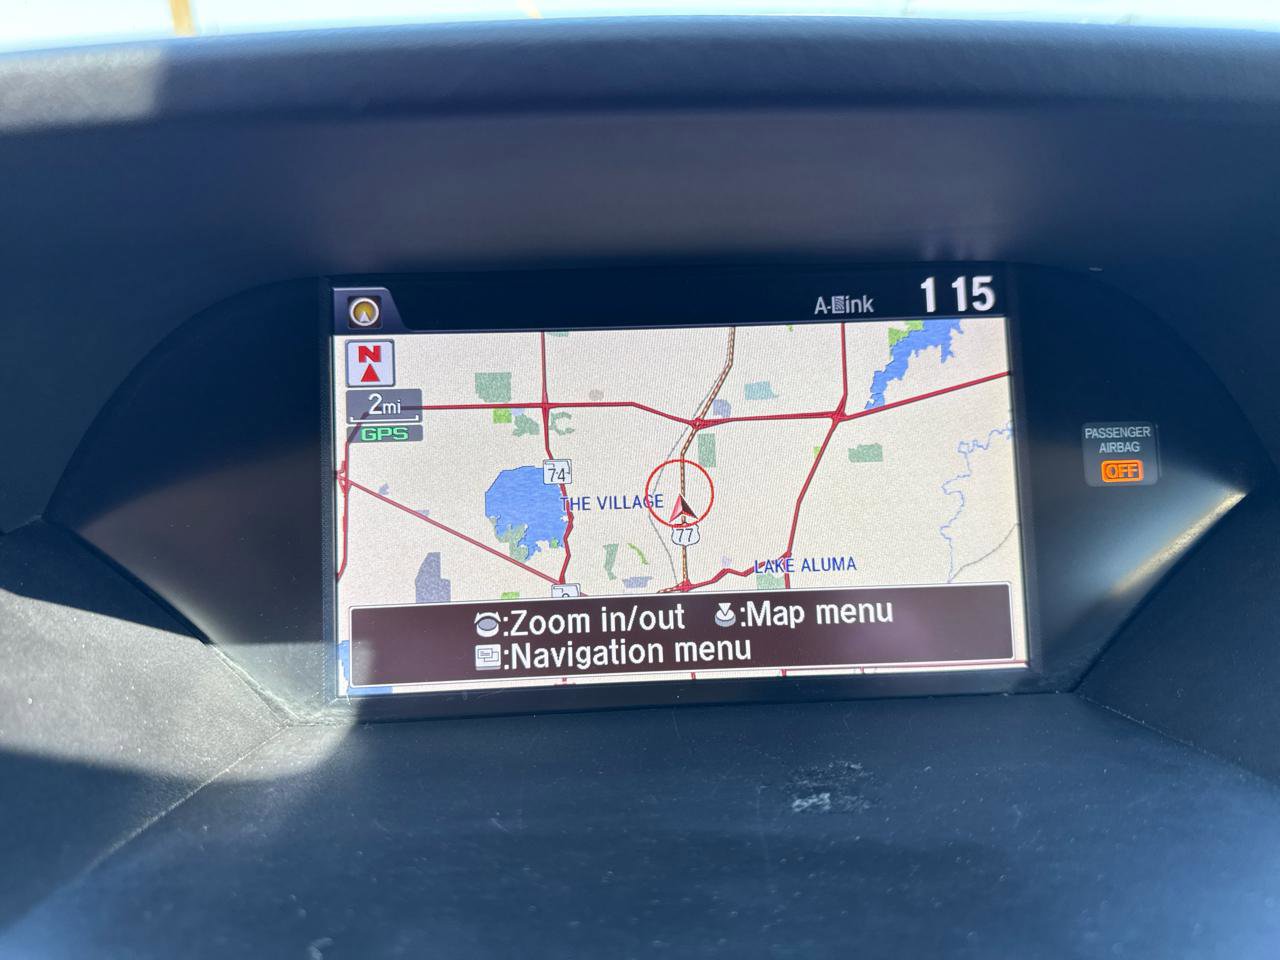 A-Link
1 15
N
2mi
GPS
74
THE VILLAGE
77
LAKE ALUMA
:Zoom in/out :Map menu
:Navigation menu
PASSENGER
AIRBAG
OFF